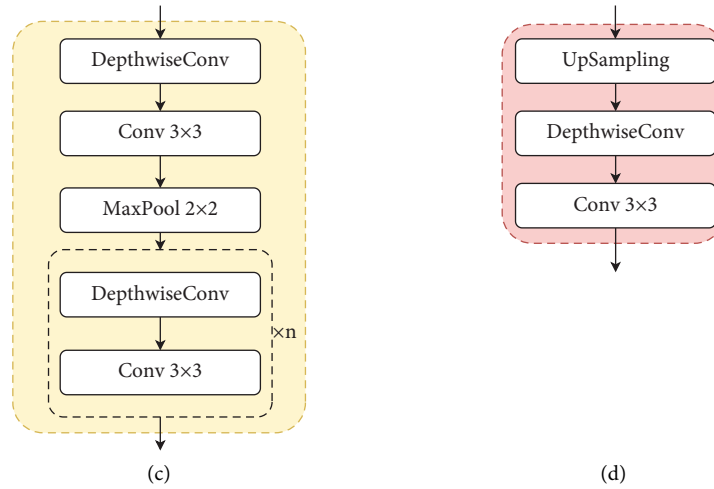 DepthwiseConv
Conv 3×3
MaxPool 2×2
DepthwiseConv
×n
Conv 3×3
(c)
UpSampling
DepthwiseConv
Conv 3×3
(d)